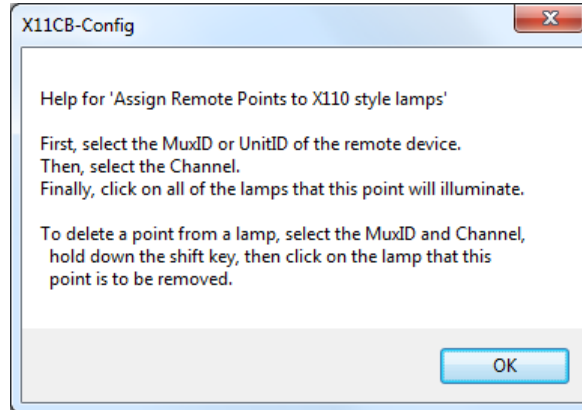 X11CB-Config
Help for 'Assign Remote Points to X110 style lamps'
First, select the MuxID or UnitID of the remote device.
Then, select the Channel.
Finally, click on all of the lamps that this point will illuminate.
To delete a point from a lamp, select the MuxID and Channel,
hold down the shift key, then click on the lamp that this
point is to be removed.
OK